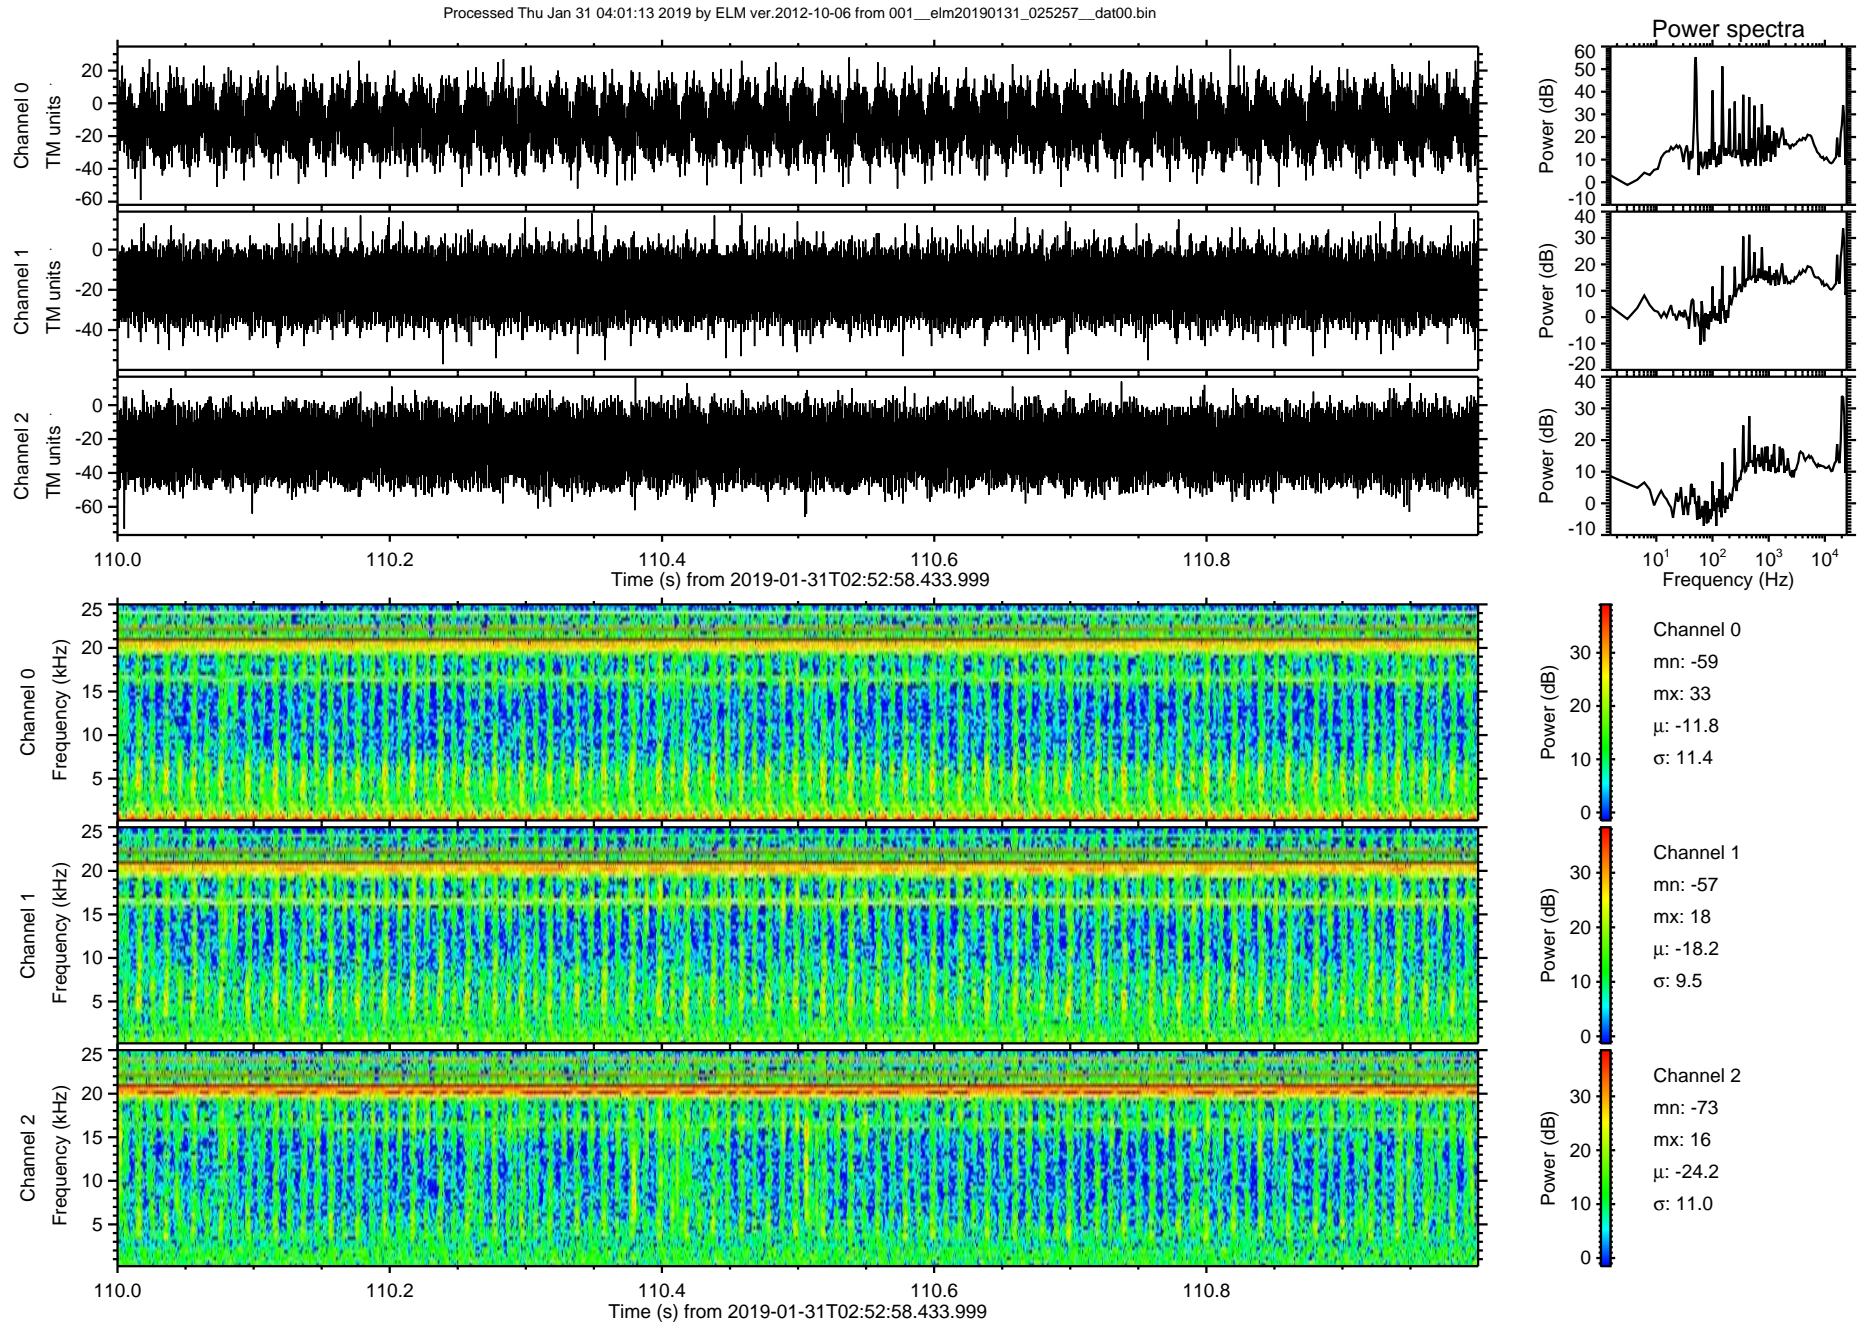 Processed Thu Jan 31 04:01:13 2019 by ELM ver.2012-10-06 from 001__elm20190131_025257__dat00.bin
Power spectra
Channel 0
TM units
20
0
-20
-40
-60
Power (dB)
60
50
40
30
20
10
0
-10
Channel 1
TM units
0
-20
-40
Power (dB)
40
30
20
10
0
-10
-20
Channel 2
TM units
0
-20
-40
-60
Power (dB)
40
30
20
10
0
-10
110.0 110.2 110.4 110.6 110.8
Time (s) from 2019-01-31T02:52:58.433.999
10^1 10^2 10^3 10^4
Frequency (Hz)
Channel 0
Frequency (kHz)
25
20
15
10
5
Power (dB)
30
20
10
0
Channel 0
mn: -59
mx: 33
μ: -11.8
σ: 11.4
Channel 1
Frequency (kHz)
25
20
15
10
5
Power (dB)
30
20
10
0
Channel 1
mn: -57
mx: 18
μ: -18.2
σ: 9.5
Channel 2
Frequency (kHz)
25
20
15
10
5
Power (dB)
30
20
10
0
Channel 2
mn: -73
mx: 16
μ: -24.2
σ: 11.0
110.0 110.2 110.4 110.6 110.8
Time (s) from 2019-01-31T02:52:58.433.999